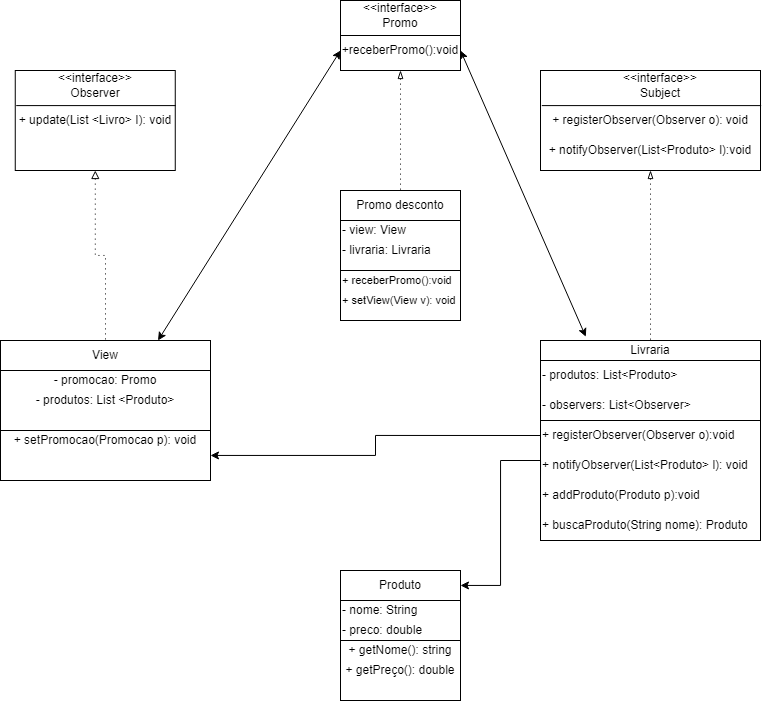 <<interface>>
Promo
+receberPromo():void
<<interface>>
Observer
+ update(List <Livro> l): void
<<interface>>
Subject
+ registerObserver(Observer o): void
+ notifyObserver(List<Produto> l):void
Promo desconto
- view: View
- livraria: Livraria
+ receberPromo():void
+ setView(View v): void
View
- promocao: Promo
- produtos: List <Produto>
+ setPromocao(Promocao p): void
Livraria
- produtos: List<Produto>
- observers: List<Observer>
+ registerObserver(Observer o):void
+ notifyObserver(List<Produto> l): void
+ addProduto(Produto p):void
+ buscaProduto(String nome): Produto
Produto
- nome: String
- preco: double
+ getNome(): string
+ getPreço(): double